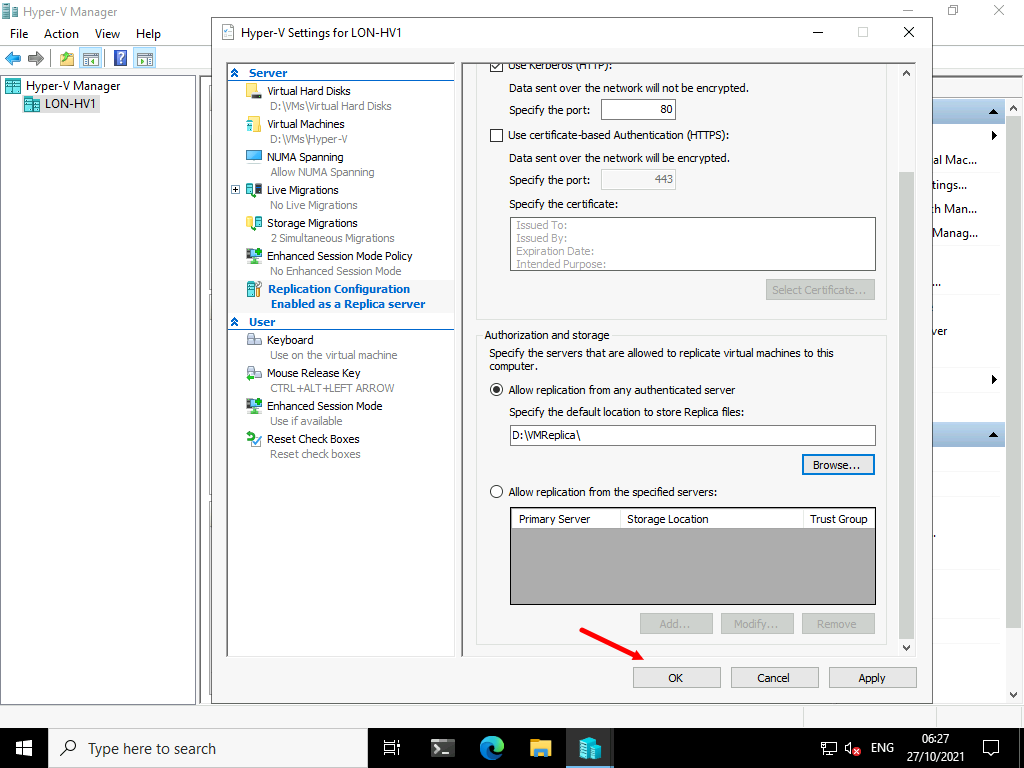 Hyper-V Manager
File Action View Help
Hyper-V Manager
LON-HV1
Hyper-V Settings for LON-HV1
Server
Virtual Hard Disks
D:\VMs\Virtual Hard Disks
Virtual Machines
D:\VMs\Hyper-V
NUMA Spanning
Allow NUMA Spanning
Live Migrations
No Live Migrations
Storage Migrations
2 Simultaneous Migrations
Enhanced Session Mode Policy
No Enhanced Session Mode
Replication Configuration
Enabled as a Replica server
User
Keyboard
Use on the virtual machine
Mouse Release Key
CTRL+ALT+LEFT ARROW
Enhanced Session Mode
Use if available
Reset Check Boxes
Reset check boxes
Use Kerberos (HTTP):
Data sent over the network will not be encrypted.
Specify the port: 80
Use certificate-based Authentication (HTTPS):
Data sent over the network will be encrypted.
Specify the port: 443
Specify the certificate:
Issued To:
Issued By:
Expiration Date:
Intended Purpose:
Select Certificate...
Authorization and storage
Specify the servers that are allowed to replicate virtual machines to this
computer.
Allow replication from any authenticated server
Specify the default location to store Replica files:
D:\VMReplica\
Browse...
Allow replication from the specified servers:
Primary Server Storage Location Trust Group
Add... Modify... Remove
OK Cancel Apply
al Mac...
tings...
h Man...
Manag...
...
ver
Type here to search
ENG
06:27
27/10/2021